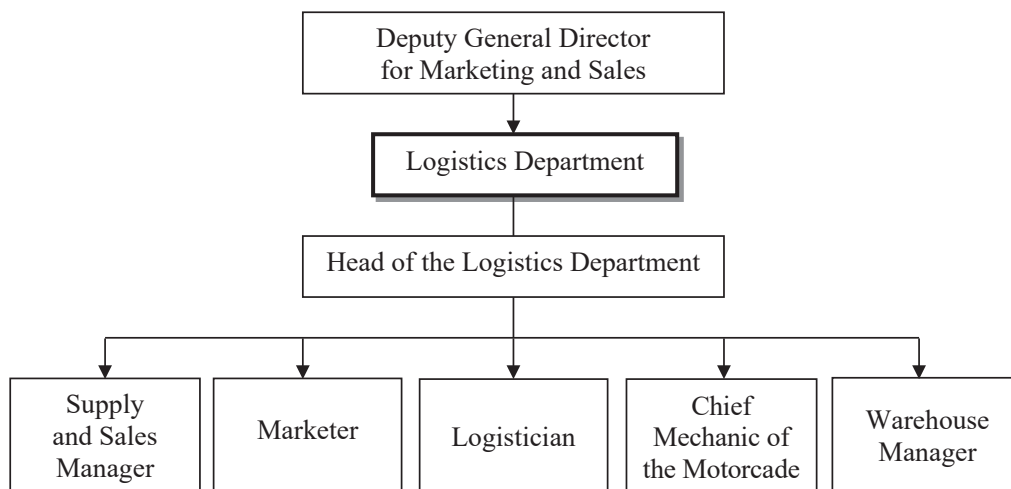 Deputy General Director
for Marketing and Sales
Logistics Department
Head of the Logistics Department
Supply
and Sales
Manager
Marketer
Logistician
Chief
Mechanic of
the Motorcade
Warehouse
Manager